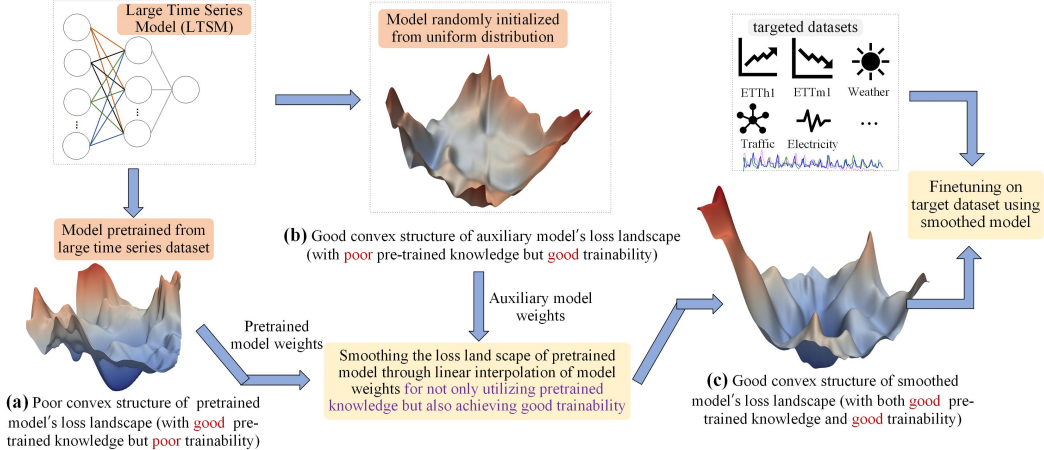 Large Time Series
Model (LTSM)
Model randomly initialized
from uniform distribution
targeted datasets
ETTh1
ETTm1
Weather
Traffic
Electricity
...
Model pretrained from
large time series dataset
(b) Good convex structure of auxiliary model's loss landscape
(with poor pre-trained knowledge but good trainability)
Finetuning on
target dataset using
smoothed model
Pretrained
model weights
Auxiliary model
weights
Smoothing the loss land scape of pretrained
model through linear interpolation of model
weights for not only utilizing pretrained
knowledge but also achieving good trainability
(a) Poor convex structure of pretrained
model's loss landscape (with good pre-
trained knowledge but poor trainability)
(c) Good convex structure of smoothed
model's loss landscape (with both good pre-
trained knowledge and good trainability)